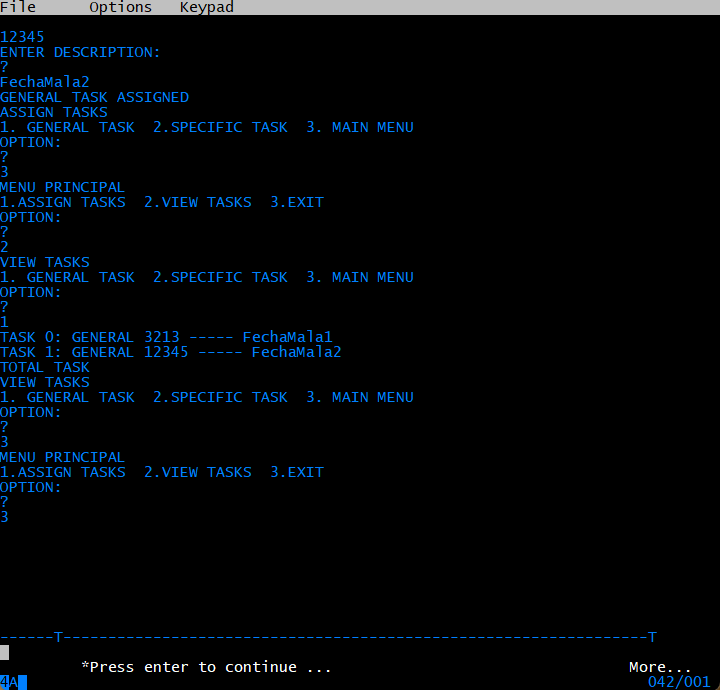 File Options Keypad
12345
ENTER DESCRIPTION:
?
FechaMala2
GENERAL TASK ASSIGNED
ASSIGN TASKS
1. GENERAL TASK 2.SPECIFIC TASK 3. MAIN MENU
OPTION:
?
3
MENU PRINCIPAL
1.ASSIGN TASKS 2.VIEW TASKS 3.EXIT
OPTION:
?
2
VIEW TASKS
1. GENERAL TASK 2.SPECIFIC TASK 3. MAIN MENU
OPTION:
?
1
TASK 0: GENERAL 3213 ----- FechaMala1
TASK 1: GENERAL 12345 ----- FechaMala2
TOTAL TASK
VIEW TASKS
1. GENERAL TASK 2.SPECIFIC TASK 3. MAIN MENU
OPTION:
?
3
MENU PRINCIPAL
1.ASSIGN TASKS 2.VIEW TASKS 3.EXIT
OPTION:
?
3
------T-----------------------------------------------------------------T
*Press enter to continue ... More...
4A 042/001